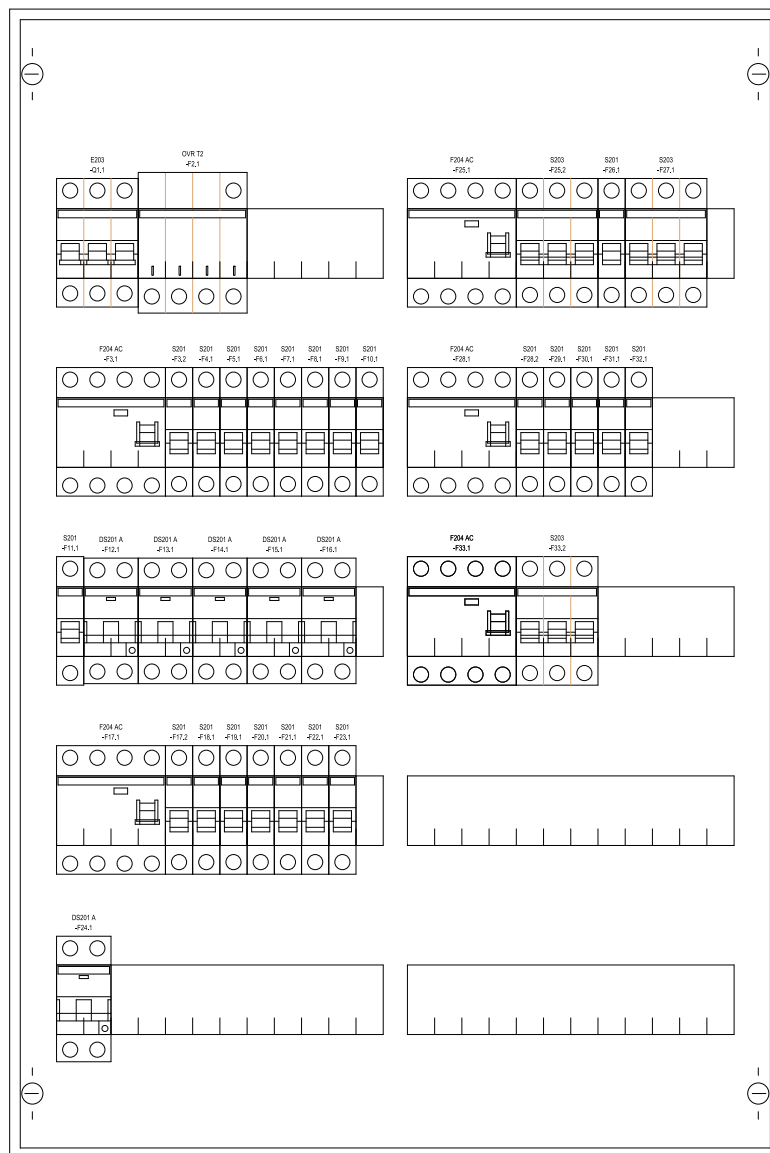 E203
-Q1.1
OVR T2
-F2.1
F204 AC
-F25.1
S203
-F25.2
S201
-F26.1
S203
-F27.1
F204 AC
-F3.1
S201
-F3.2
S201
-F4.1
S201
-F5.1
S201
-F6.1
S201
-F7.1
S201
-F8.1
S201
-F9.1
S201
-F10.1
F204 AC
-F28.1
S201
-F28.2
S201
-F29.1
S201
-F30.1
S201
-F31.1
S201
-F32.1
S201
-F11.1
DS201 A
-F12.1
DS201 A
-F13.1
DS201 A
-F14.1
DS201 A
-F15.1
DS201 A
-F16.1
F204 AC
-F33.1
S203
-F33.2
F204 AC
-F17.1
S201
-F17.2
S201
-F18.1
S201
-F19.1
S201
-F20.1
S201
-F21.1
S201
-F22.1
S201
-F23.1
DS201 A
-F24.1